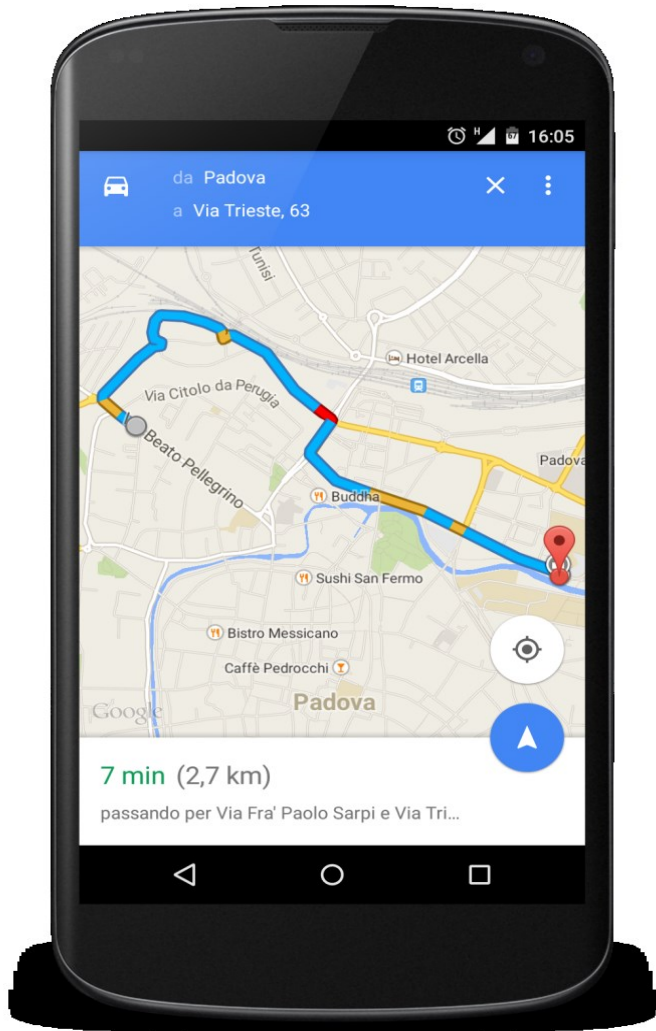 H
67
16:05
da Padova
a Via Trieste, 63
Tunisi
Hotel Arcella
Via Citolo da Perugia
Beato Pellegrino
Padova
Buddha
Sushi San Fermo
Bistro Messicano
Caffè Pedrocchi
Padova
Google
7 min (2,7 km)
passando per Via Fra' Paolo Sarpi e Via Tri...